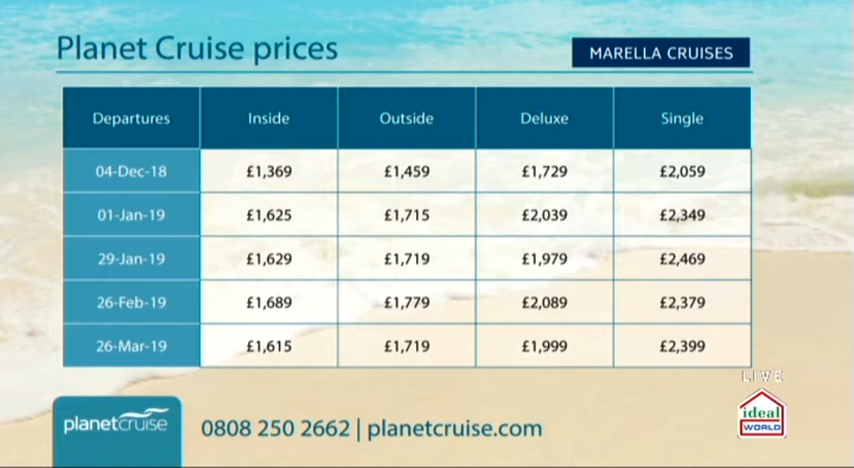 Planet Cruise prices
MARELLA CRUISES
Departures Inside Outside Deluxe Single
04-Dec-18 £1,369 £1,459 £1,729 £2,059
01-Jan-19 £1,625 £1,715 £2,039 £2,349
29-Jan-19 £1,629 £1,719 £1,979 £2,469
26-Feb-19 £1,689 £1,779 £2,089 £2,379
26-Mar-19 £1,615 £1,719 £1,999 £2,399
LIVE
planetcruise
0808 250 2662 | planetcruise.com
ideal
WORLD